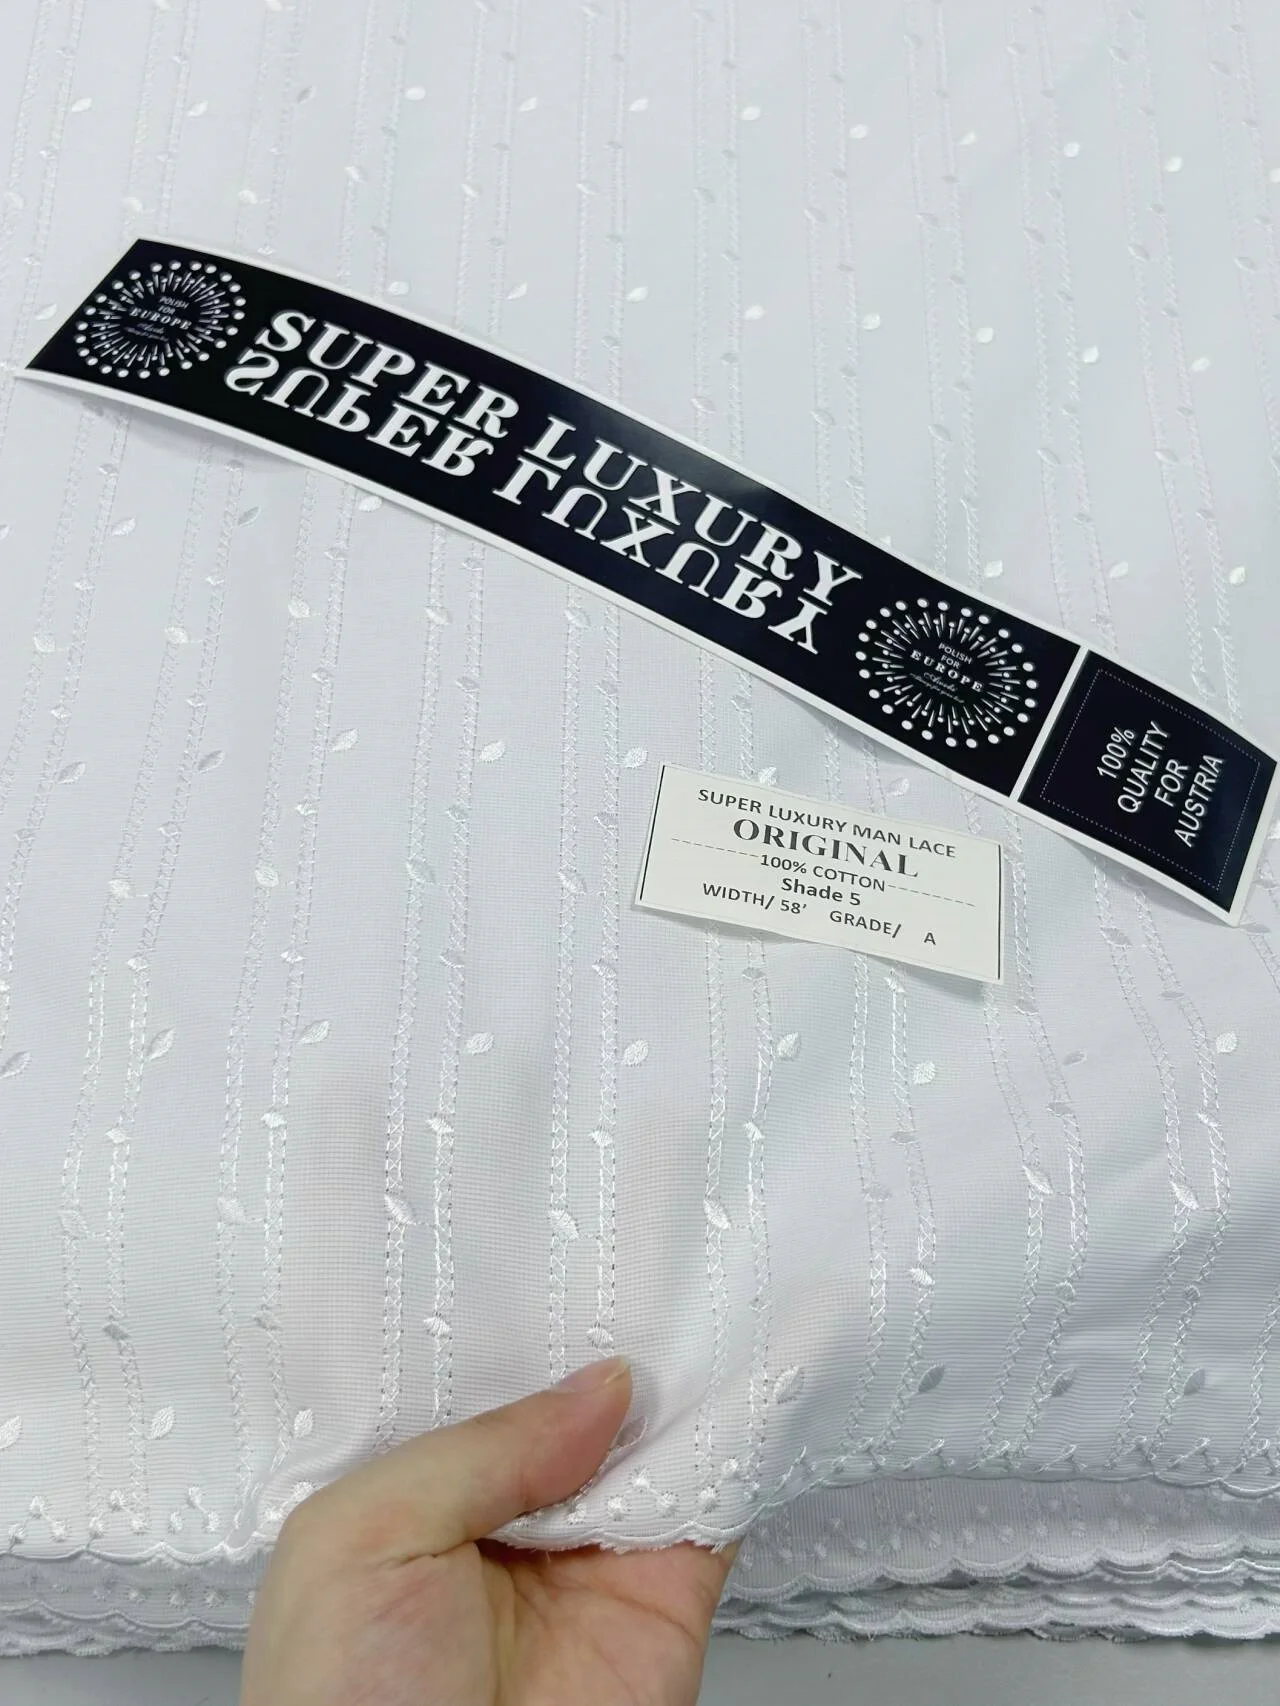 POLISH
FOR
EUROPE
SUPER LUXURY
SUPER LUXURY
POLISH
FOR
EUROPE
100%
QUALITY
FOR
AUSTRIA
SUPER LUXURY MAN LACE
ORIGINAL
---------100% COTTON---------
Shade 5
WIDTH/ 58' GRADE/ A